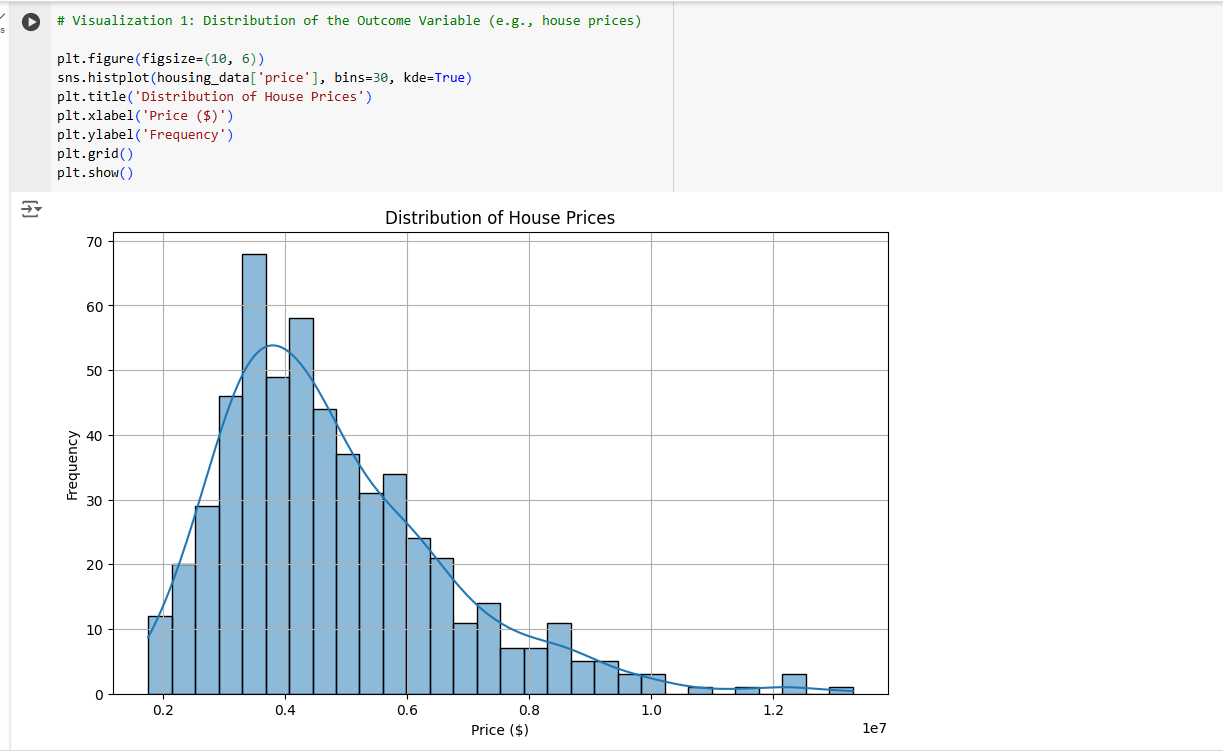 # Visualization 1: Distribution of the Outcome Variable (e.g., house prices)
plt.figure(figsize=(10, 6))
sns.histplot(housing_data['price'], bins=30, kde=True)
plt.title('Distribution of House Prices')
plt.xlabel('Price ($)')
plt.ylabel('Frequency')
plt.grid()
plt.show()
Distribution of House Prices
70
60
50
40
30
20
10
0
Frequency
0.2 0.4 0.6 0.8 1.0 1.2
Price ($)
1e7